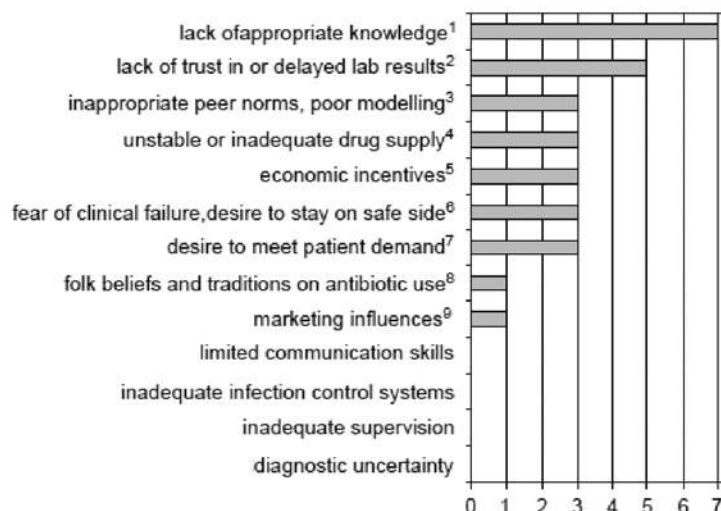 lack ofappropriate knowledge¹
lack of trust in or delayed lab results²
inappropriate peer norms, poor modelling³
unstable or inadequate drug supply⁴
economic incentives⁵
fear of clinical failure,desire to stay on safe side⁶
desire to meet patient demand⁷
folk beliefs and traditions on antibiotic use⁸
marketing influences⁹
limited communication skills
inadequate infection control systems
inadequate supervision
diagnostic uncertainty
0 1 2 3 4 5 6 7